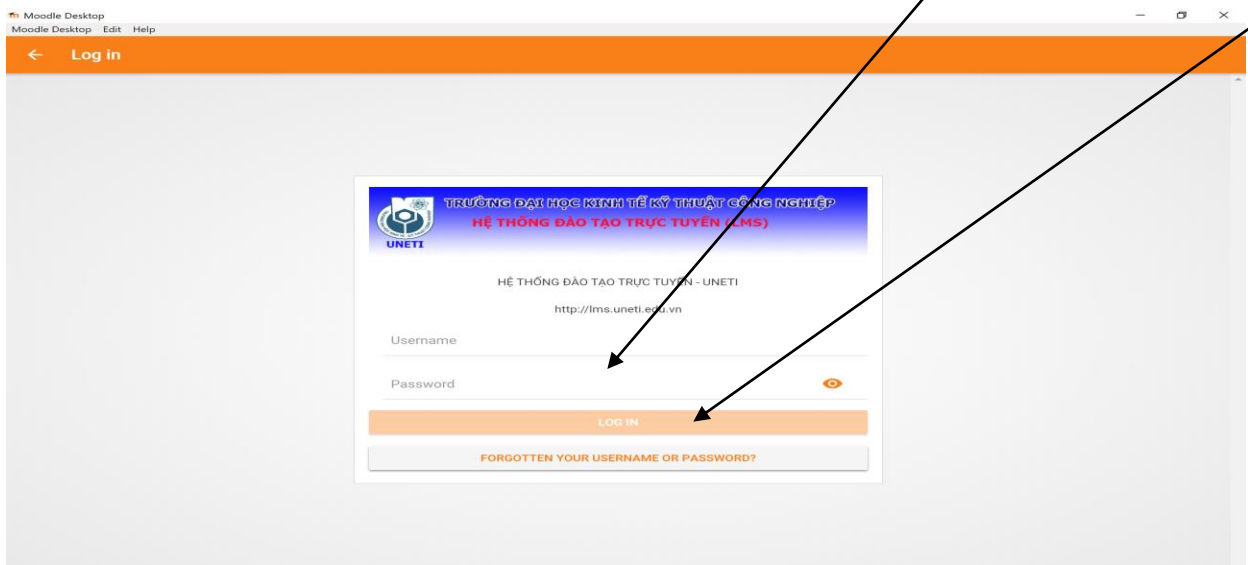 Moodle Desktop
Moodle Desktop Edit Help
Log in
TRƯỜNG ĐẠI HỌC KINH TẾ KỸ THUẬT CÔNG NGHIỆP
HỆ THỐNG ĐÀO TẠO TRỰC TUYẾN (LMS)
UNETI
HỆ THỐNG ĐÀO TẠO TRỰC TUYẾN - UNETI
http://lms.uneti.edu.vn
Username
Password
LOG IN
FORGOTTEN YOUR USERNAME OR PASSWORD?